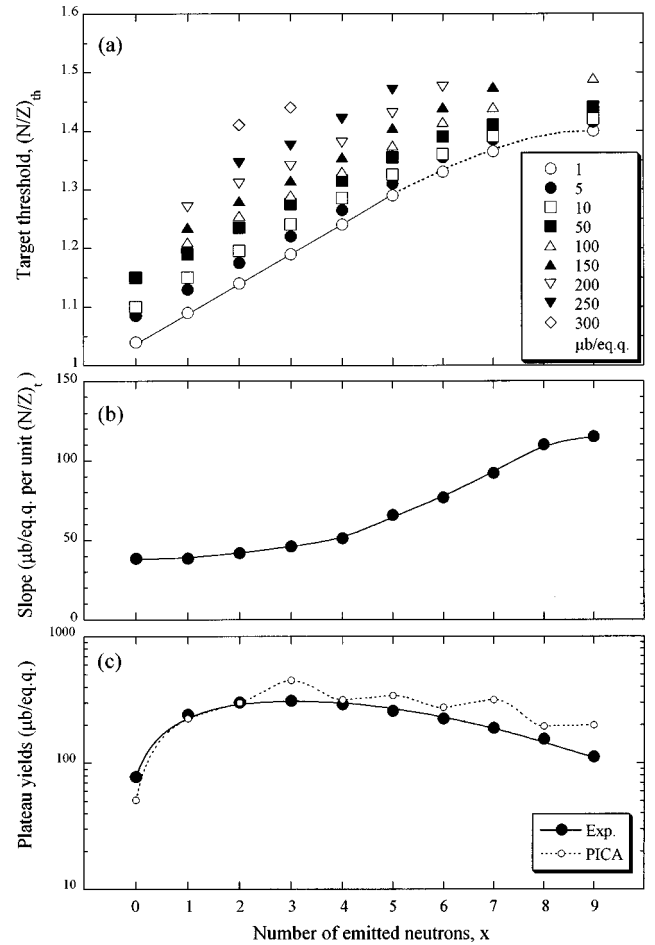 (a)
Target threshold, (N/Z)th
1.6
1.5
1.4
1.3
1.2
1.1
1
1
5
10
50
100
150
200
250
300
μb/eq.q.
(b)
Slope (μb/eq.q. per unit (N/Z)t)
150
100
50
0
(c)
Plateau yields (μb/eq.q.)
1000
100
10
Exp.
PICA
0 1 2 3 4 5 6 7 8 9
Number of emitted neutrons, x